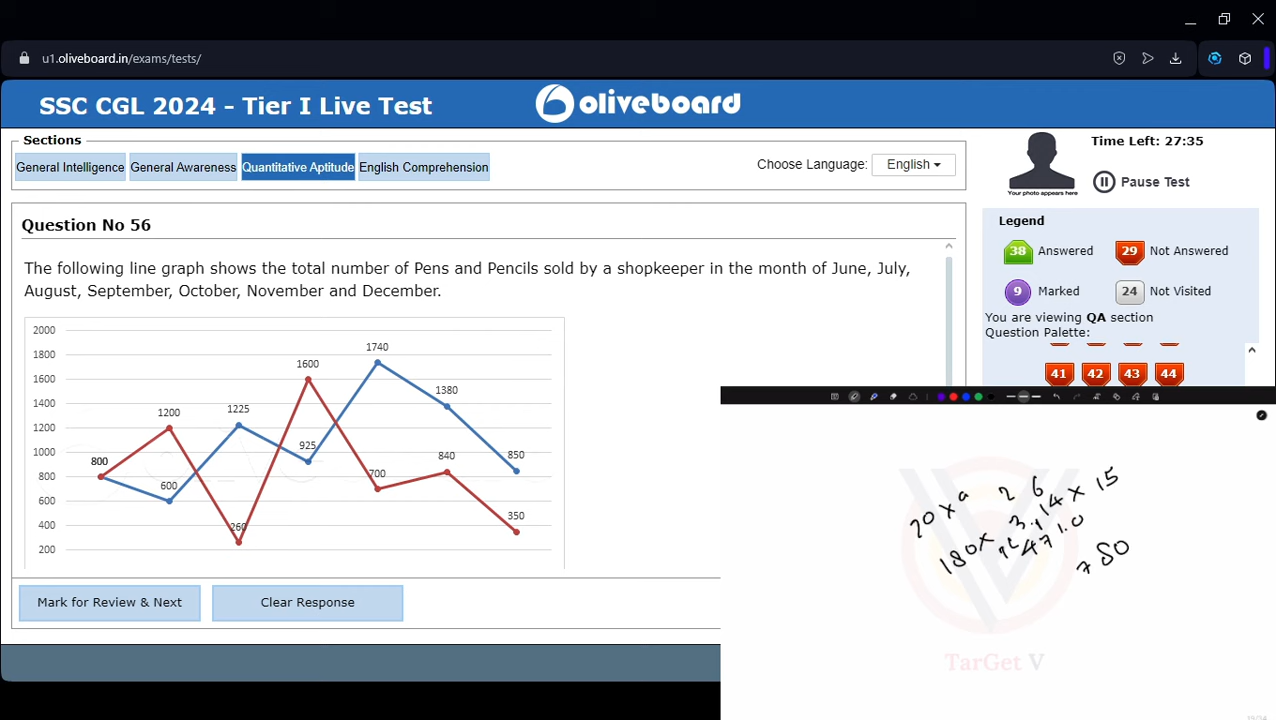 u1.oliveboard.in/exams/tests/
SSC CGL 2024 - Tier I Live Test
oliveboard
Sections
General Intelligence
General Awareness
Quantitative Aptitude
English Comprehension
Choose Language:
English
Your photo appears here
Time Left: 27:35
Pause Test
Question No 56
The following line graph shows the total number of Pens and Pencils sold by a shopkeeper in the month of June, July,
August, September, October, November and December.
Legend
38 Answered
29 Not Answered
9 Marked
24 Not Visited
You are viewing QA section
Question Palette:
41 42 43 44
2000
1800
1600
1400
1200
1000
800
600
400
200
800
1200
600
1225
260
1600
925
1740
700
1380
840
850
350
Mark for Review & Next
Clear Response
20 x a
2 6
3.14 x 15
180 x
47 1.0
80
TarGet V